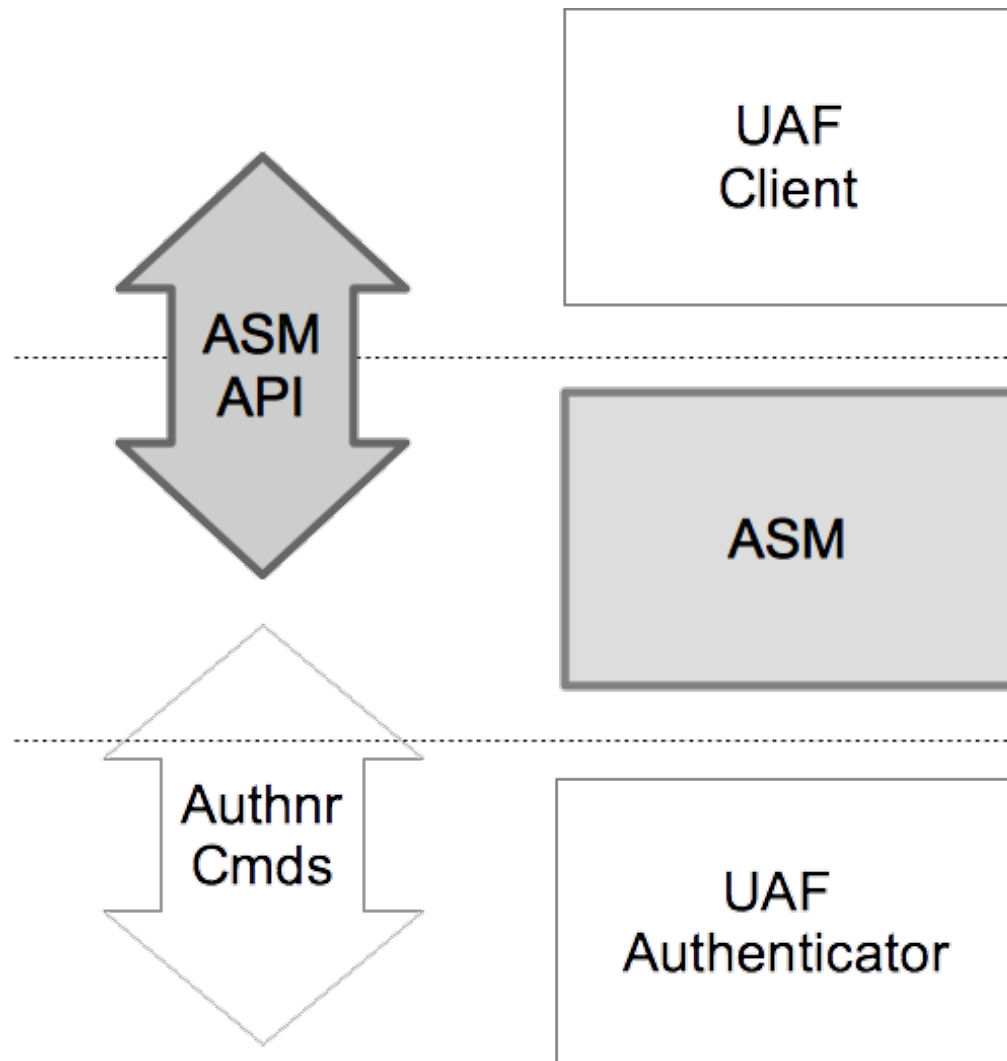 UAF
Client
ASM
API
ASM
Authnr
Cmds
UAF
Authenticator